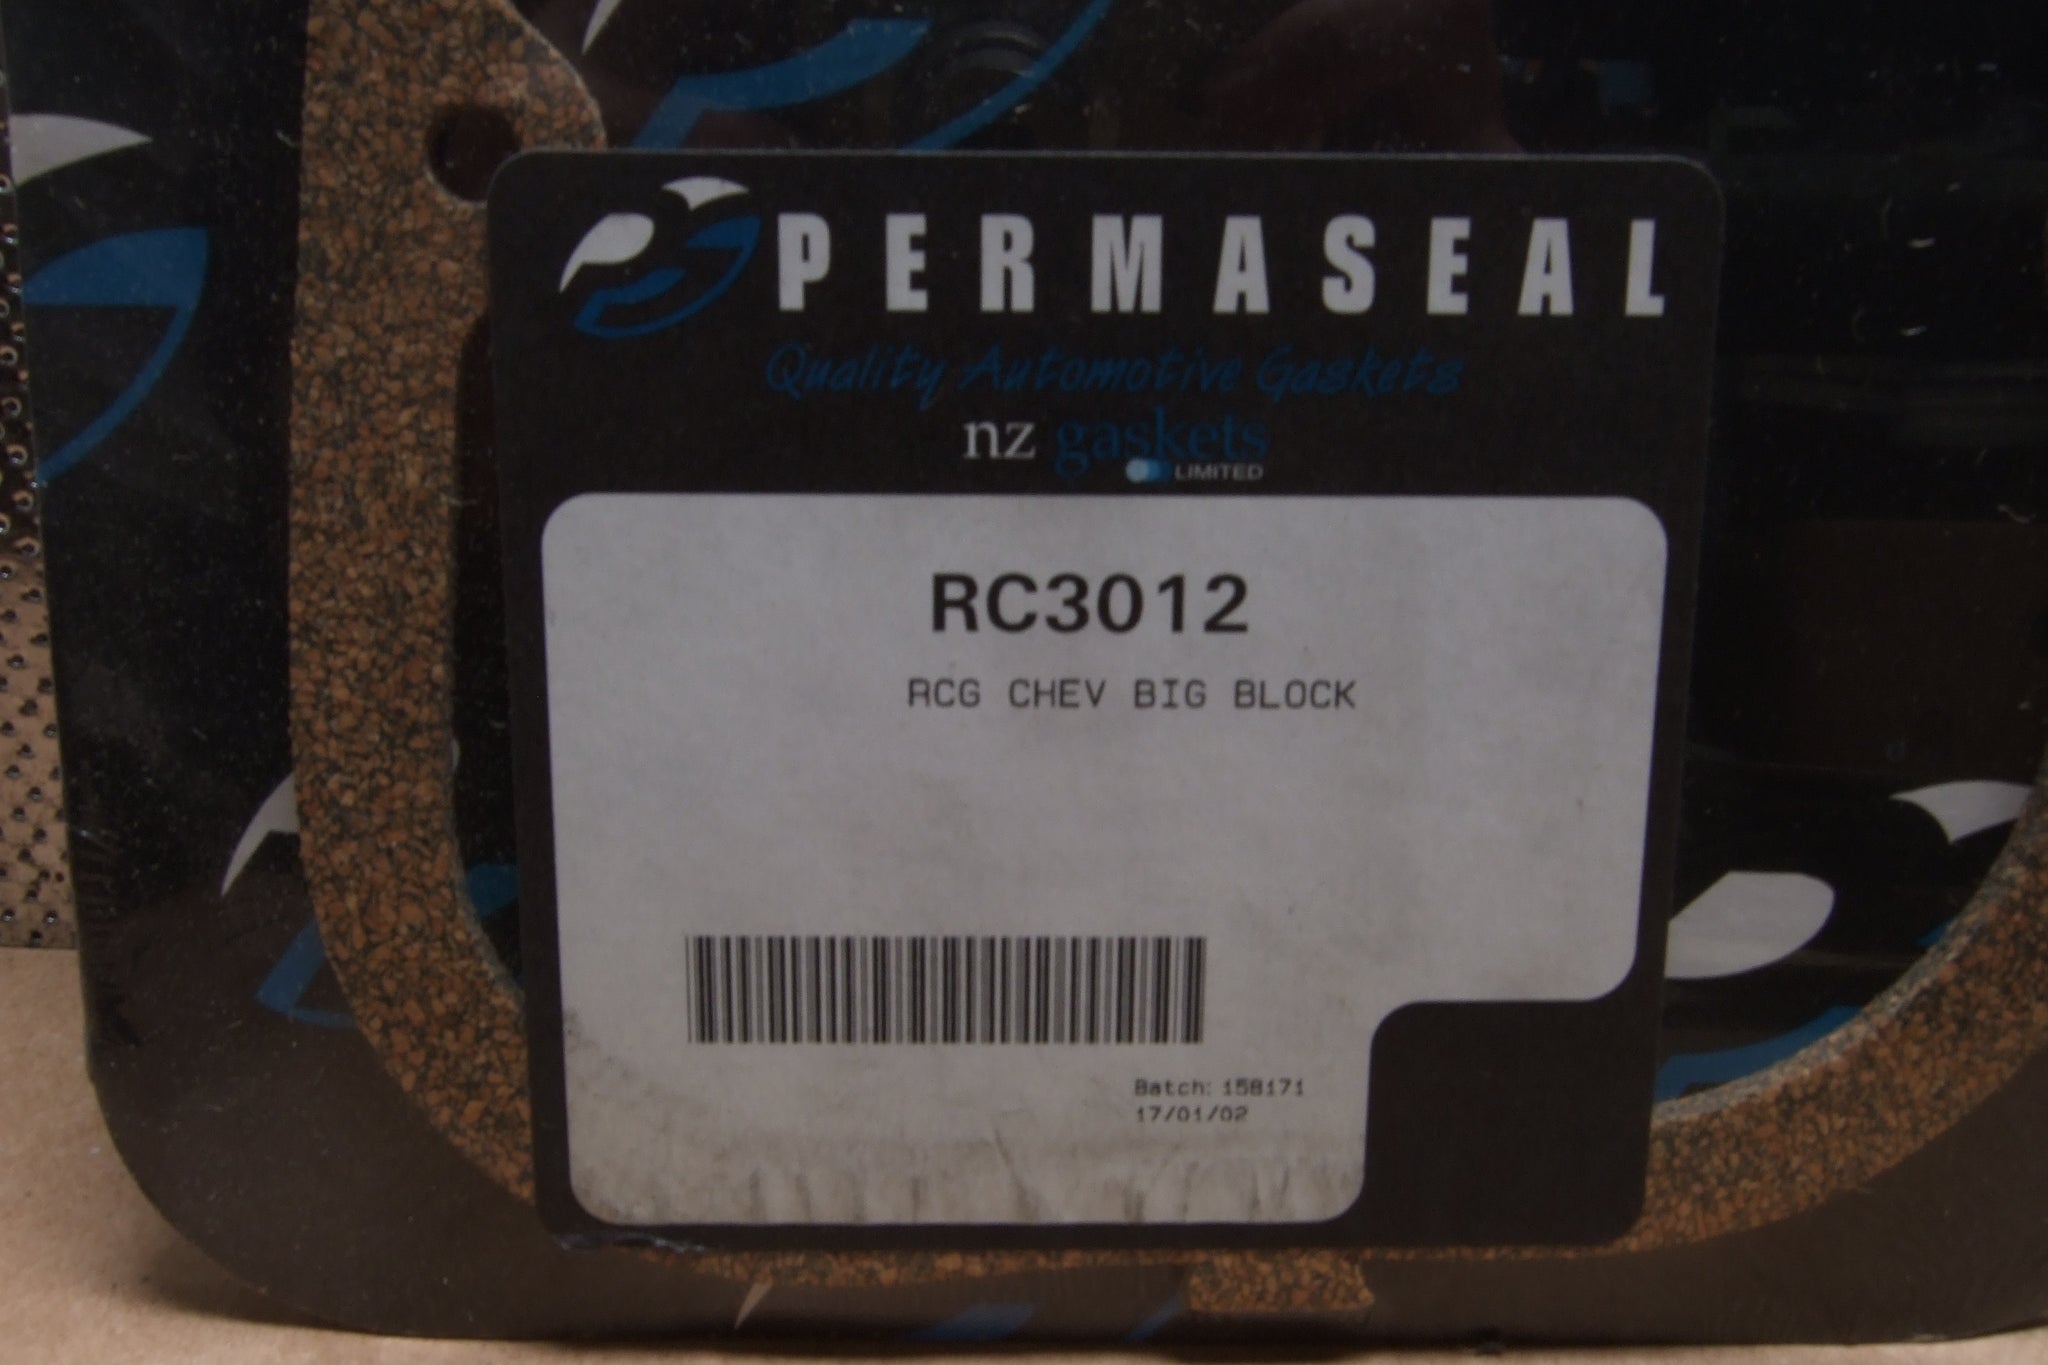 PERMASEAL
Quality Automotive Gaskets
nz gaskets
LIMITED
RC3012
RCG CHEV BIG BLOCK
Batch: 158171
17/01/02